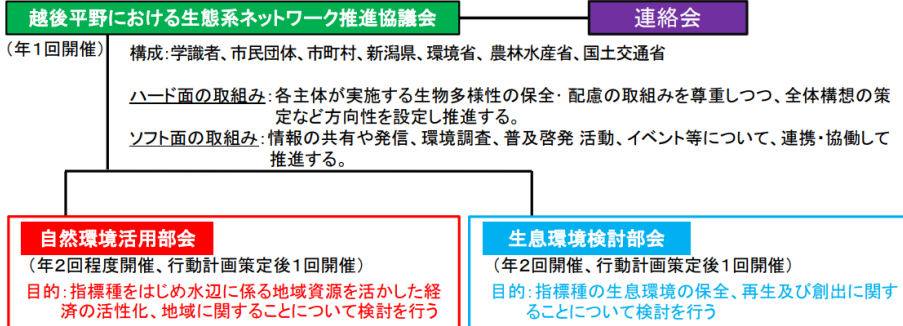 越後平野における生態系ネットワーク推進協議会
連絡会
(年1回開催)
構成:学識者、市民団体、市町村、新潟県、環境省、農林水産省、国土交通省
ハード面の取組み:各主体が実施する生物多様性の保全・配慮の取組みを尊重しつつ、全体構想の策
定など方向性を設定し推進する。
ソフト面の取組み:情報の共有や発信、環境調査、普及啓発 活動、イベント等について、連携・協働して
推進する。
自然環境活用部会
(年2回程度開催、行動計画策定後1回開催)
目的:指標種をはじめ水辺に係る地域資源を活かした経
済の活性化、地域に関することについて検討を行う
生息環境検討部会
(年2回開催、行動計画策定後1回開催)
目的:指標種の生息環境の保全、再生及び創出に関す
ることについて検討を行う